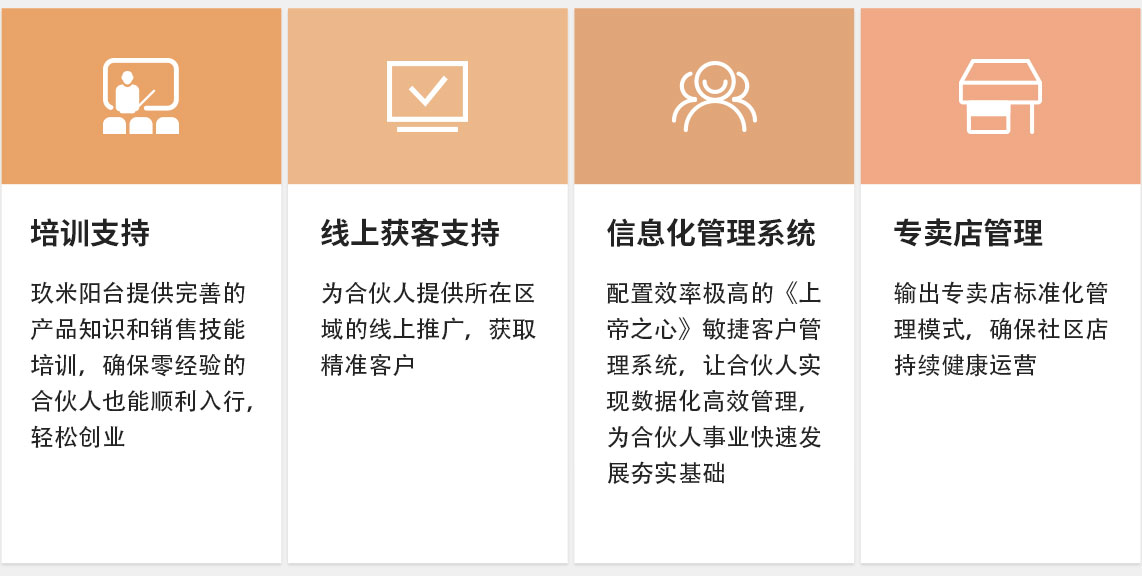 培训支持
玖米阳台提供完善的
产品知识和销售技能
培训，确保零经验的
合伙人也能顺利入行，
轻松创业
线上获客支持
为合伙人提供所在区
域的线上推广，获取
精准客户
信息化管理系统
配置效率极高的《上
帝之心》敏捷客户管
理系统，让合伙人实
现数据化高效管理，
为合伙人事业快速发
展夯实基础
专卖店管理
输出专卖店标准化管
理模式，确保社区店
持续健康运营